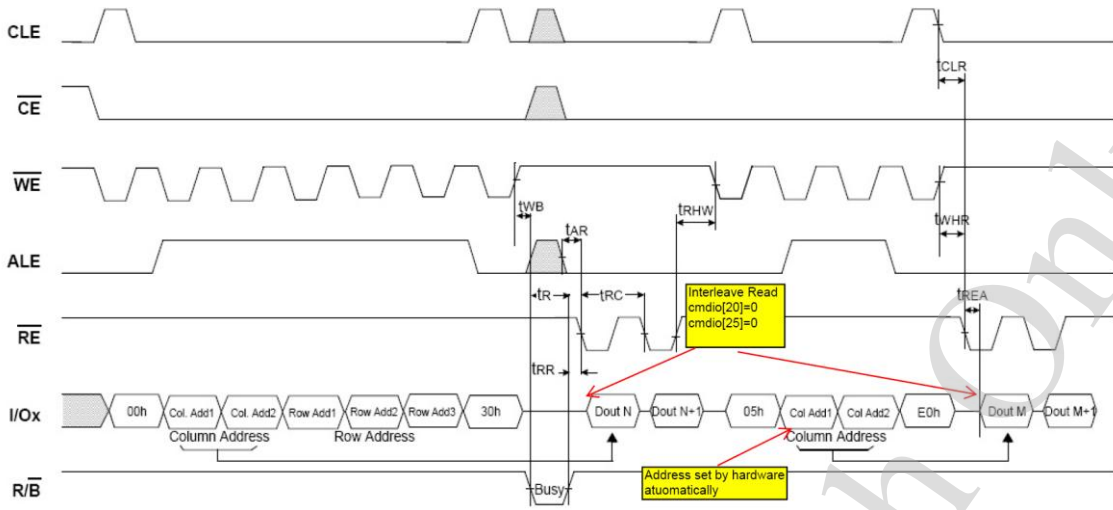 CLE
tCLR
CE
WE
tWB
tAR
tRHW
tWHR
ALE
tR
tRC
Interleave Read
cmdio[20]=0
cmdio[25]=0
tREA
RE
tRR
I/Ox
00h
Col. Add1
Col. Add2
Row Add1
Row Add2
Row Add3
30h
Dout N
Dout N+1
05h
Col Add1
Col Add2
E0h
Dout M
Dout M+1
Column Address
Row Address
Column Address
Address set by hardware
atuomatically
R/B
Busy